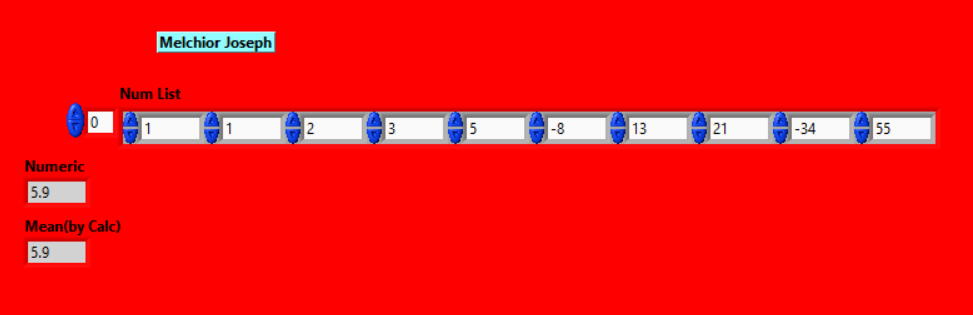 Melchior Joseph
Num List
0 1 1 2 3 5 -8 13 21 -34 55
Numeric
5.9
Mean(by Calc)
5.9